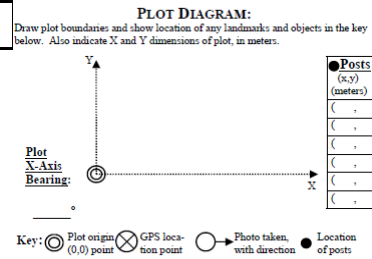 PLOT DIAGRAM:
Draw plot boundaries and show location of any landmarks and objects in the key
below. Also indicate X and Y dimensions of plot, in meters.
Y
Posts
(x,y)
(meters)
( ,
( ,
( ,
( ,
( ,
( ,
Plot
X-Axis
Bearing:
X
____°
Key: Plot origin (0,0) point
GPS loca-
tion point
Photo taken,
with direction
Location
of posts